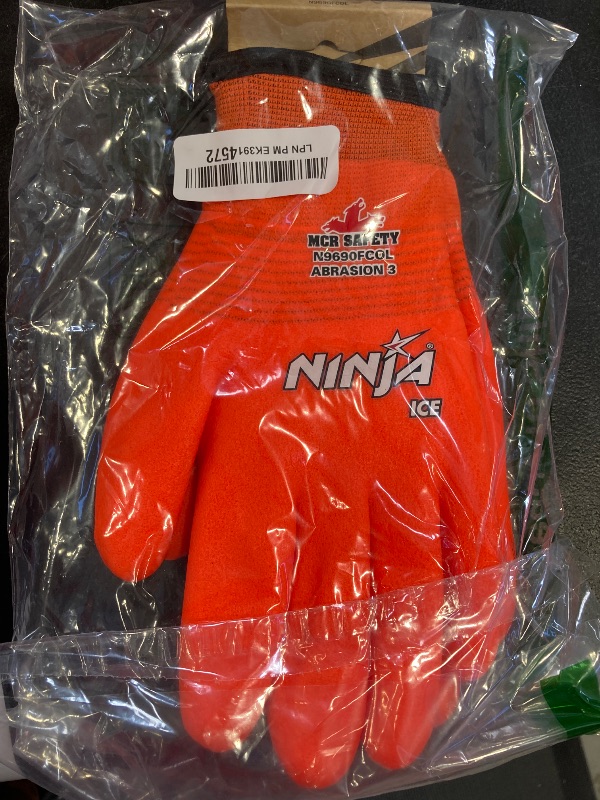 LPN PM EK3914572
MCR SAFETY
N9690FCOL
ABRASION 3
NINJA®
ICE